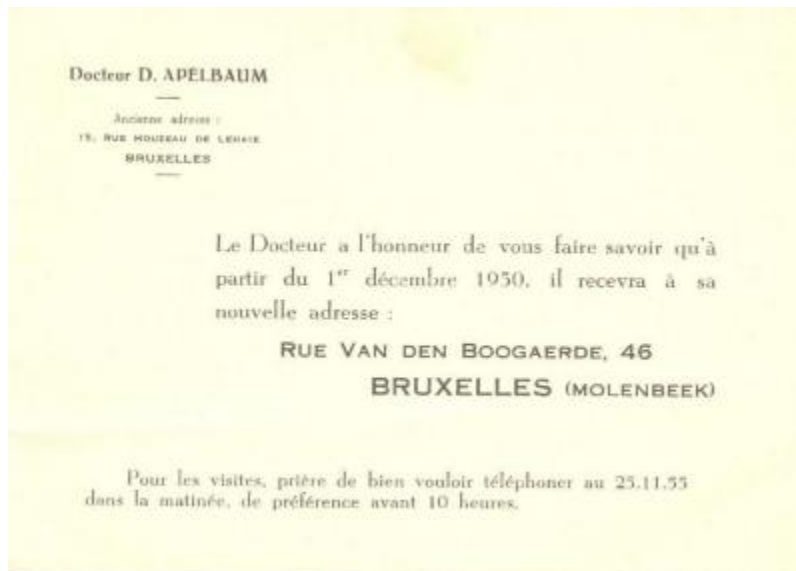 Docteur D. APELBAUM
Ancienne adresse :
15, RUE HOUZEAU DE LEHAIE
BRUXELLES
Le Docteur a l'honneur de vous faire savoir qu'à
partir du 1er décembre 1950, il recevra à sa
nouvelle adresse :
RUE VAN DEN BOOGAERDE, 46
BRUXELLES (MOLENBEEK)
Pour les visites, prière de bien vouloir téléphoner au 25.11.55
dans la matinée, de préférence avant 10 heures.